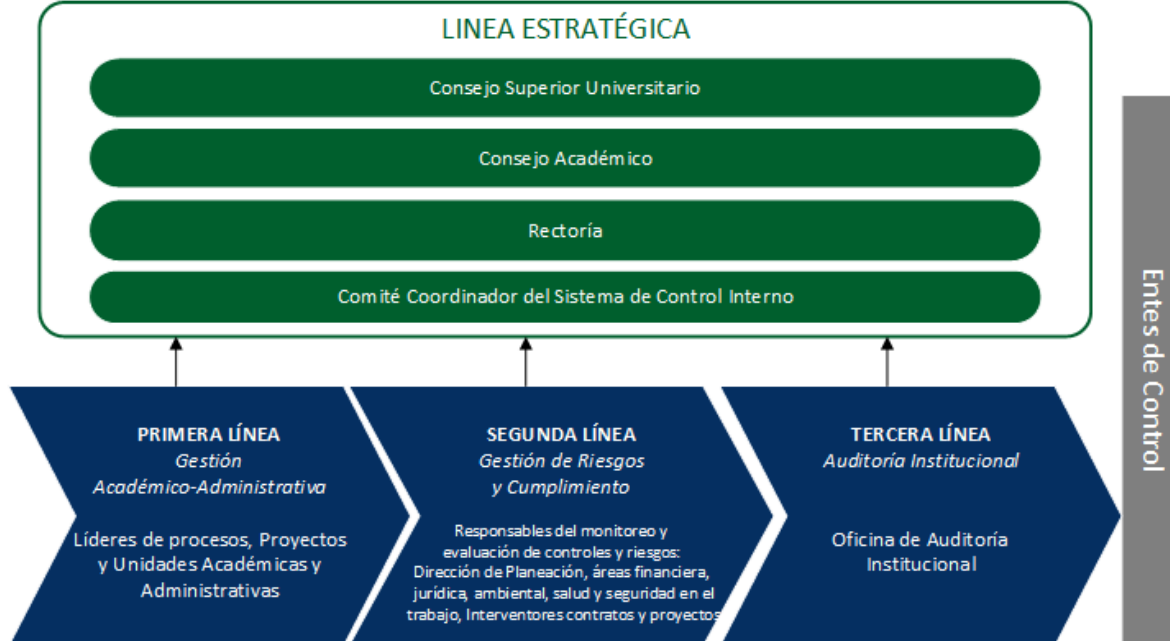 LINEA ESTRATÉGICA
Consejo Superior Universitario
Consejo Académico
Rectoría
Comité Coordinador del Sistema de Control Interno
PRIMERA LÍNEA
Gestión
Académico-Administrativa
Líderes de procesos, Proyectos
y Unidades Académicas y
Administrativas
SEGUNDA LÍNEA
Gestión de Riesgos
y Cumplimiento
Responsables del monitoreo y
evaluación de controles y riesgos:
Dirección de Planeación, áreas financiera,
jurídica, ambiental, salud y seguridad en el
trabajo, Interventores contratos y proyectos
TERCERA LÍNEA
Auditoría Institucional
Oficina de Auditoría
Institucional
Entes de Control